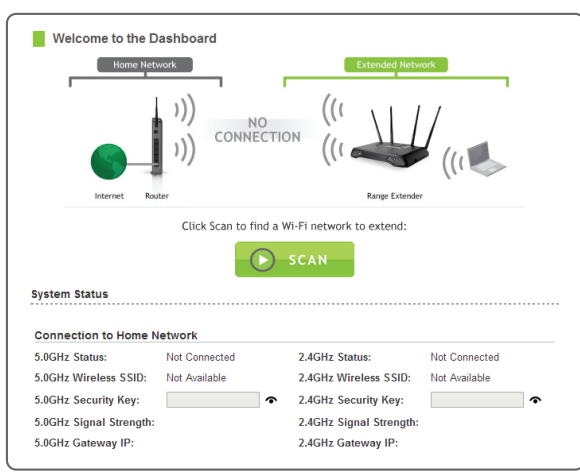 Welcome to the Dashboard
Home Network
Extended Network
NO
CONNECTION
Internet
Router
Range Extender
Click Scan to find a Wi-Fi network to extend:
SCAN
System Status
Connection to Home Network
5.0GHz Status: Not Connected 2.4GHz Status: Not Connected
5.0GHz Wireless SSID: Not Available 2.4GHz Wireless SSID: Not Available
5.0GHz Security Key: 2.4GHz Security Key:
5.0GHz Signal Strength: 2.4GHz Signal Strength:
5.0GHz Gateway IP: 2.4GHz Gateway IP: